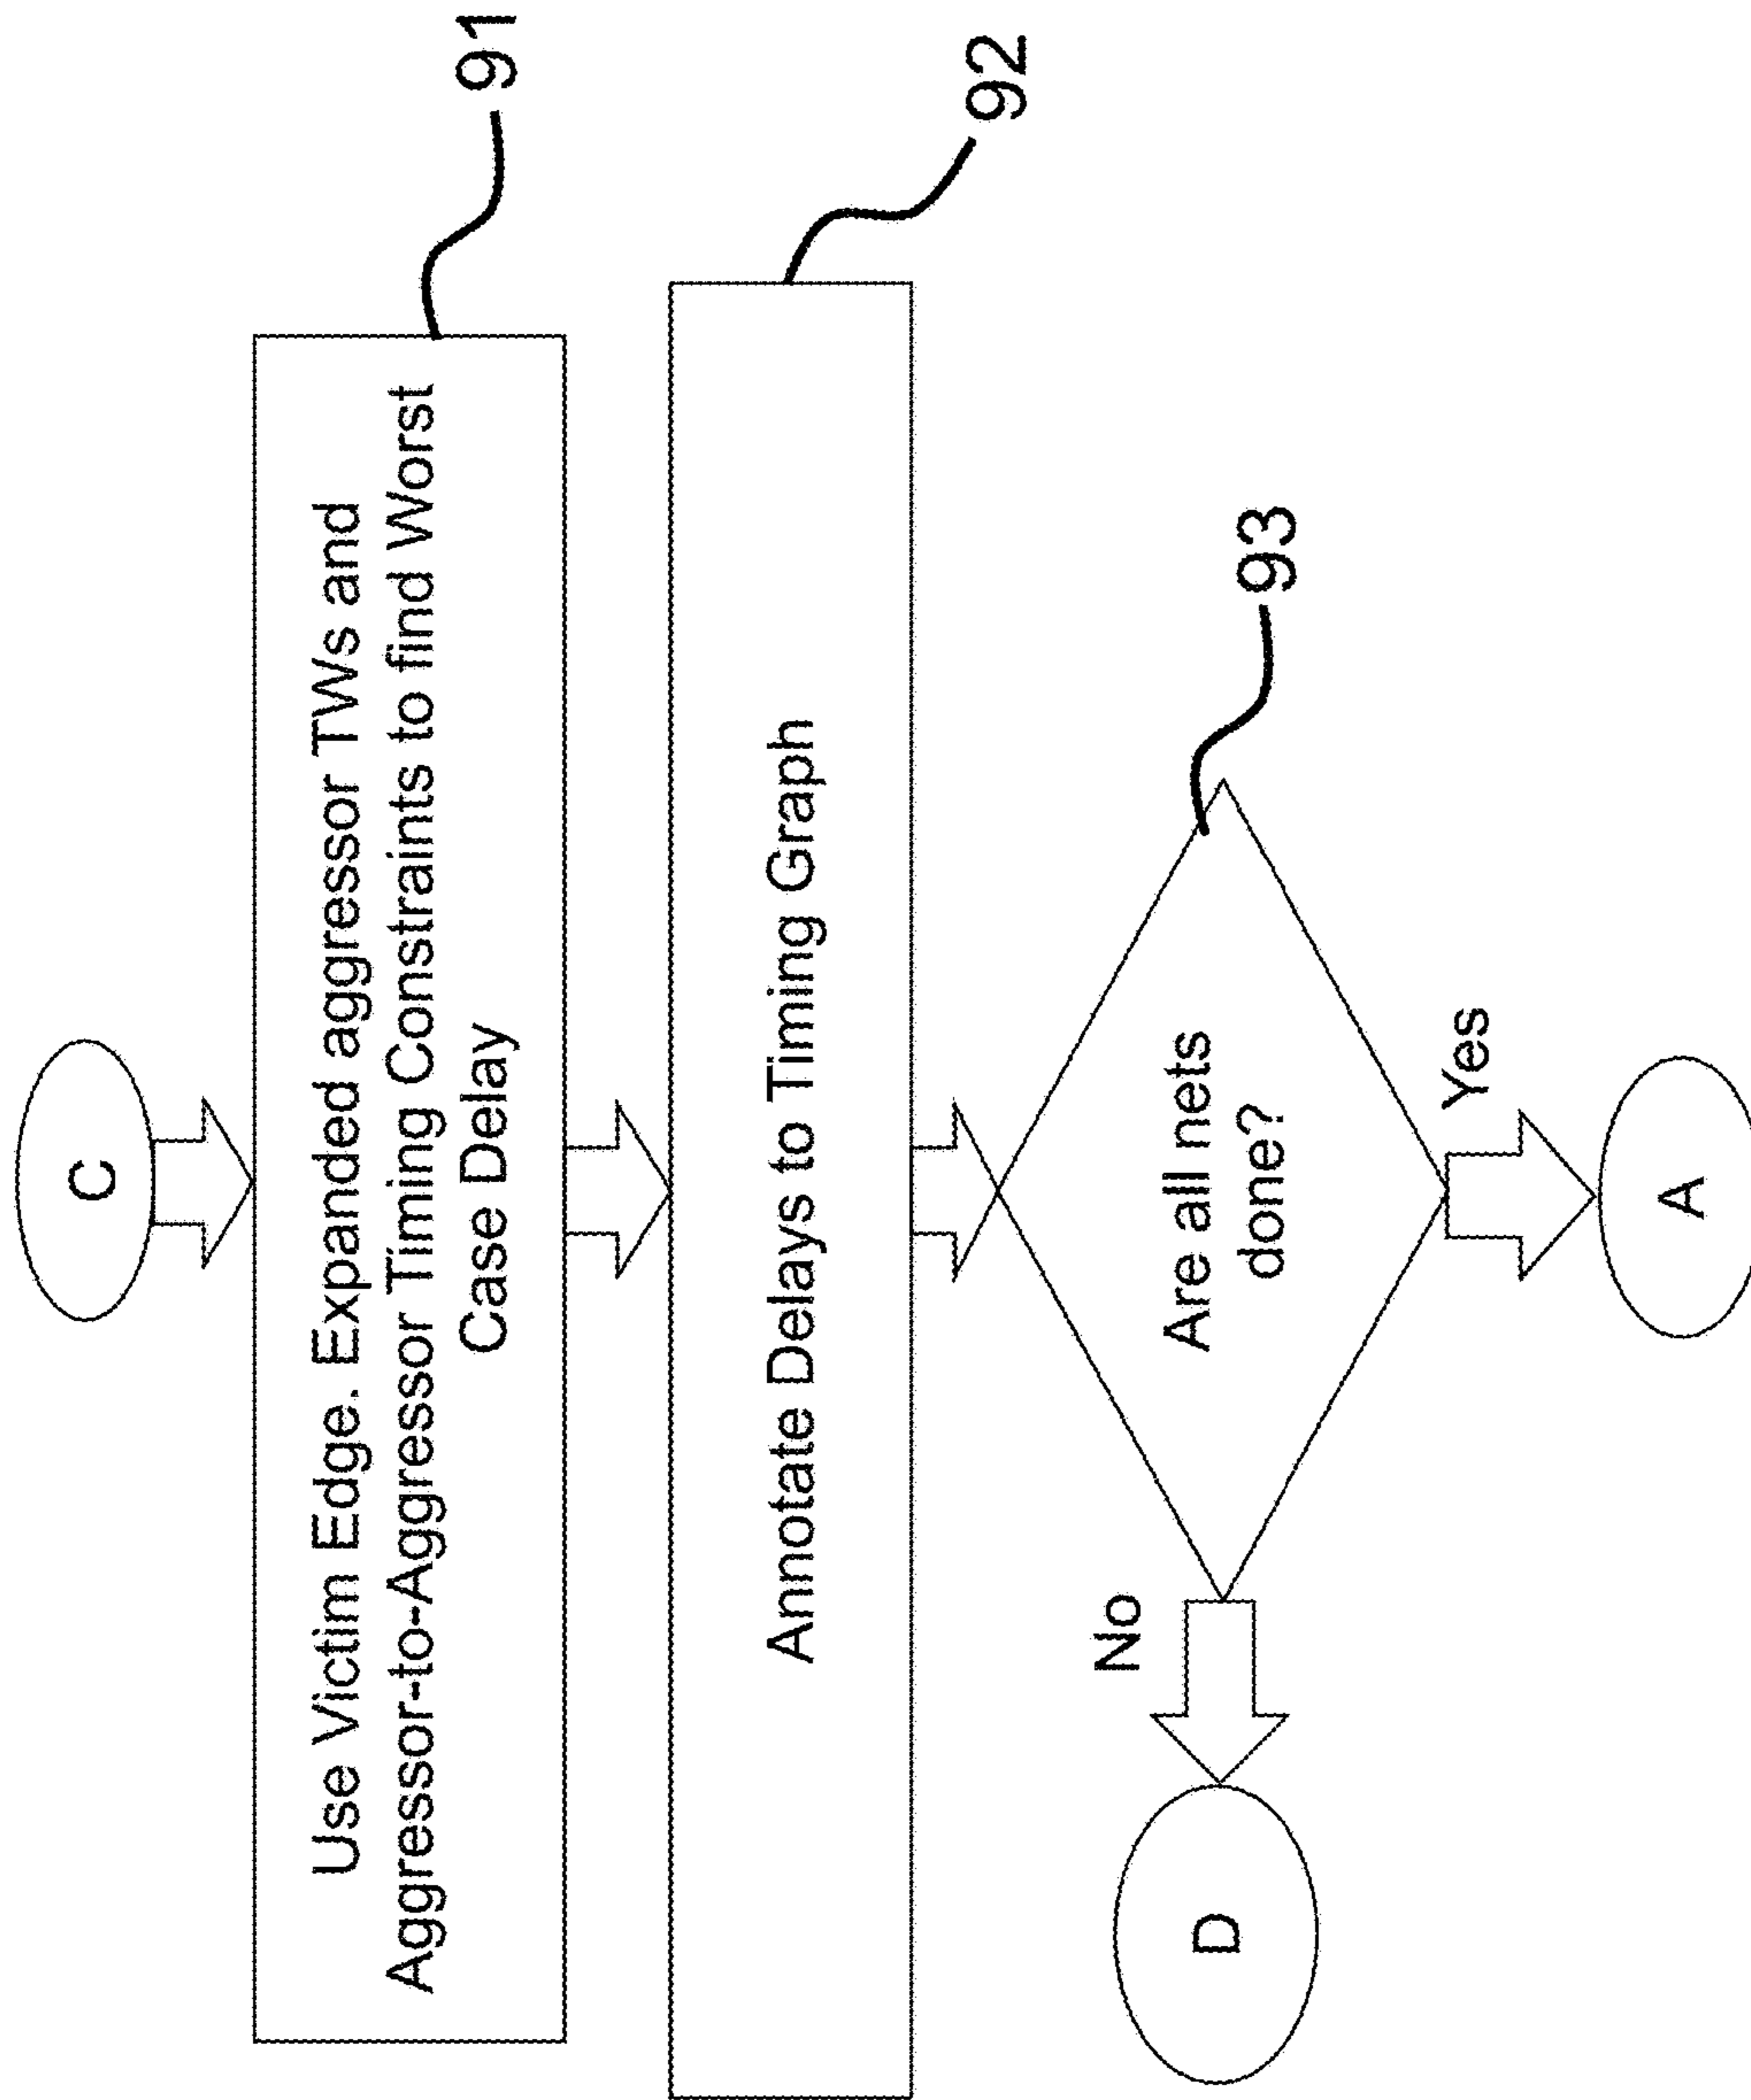 C
Use Victim Edge. Expanded aggressor TWs and
Aggressor-to-Aggressor Timing Constraints to find Worst
Case Delay
91
Annotate Delays to Timing Graph
92
Are all nets
done?
93
No
D
Yes
A